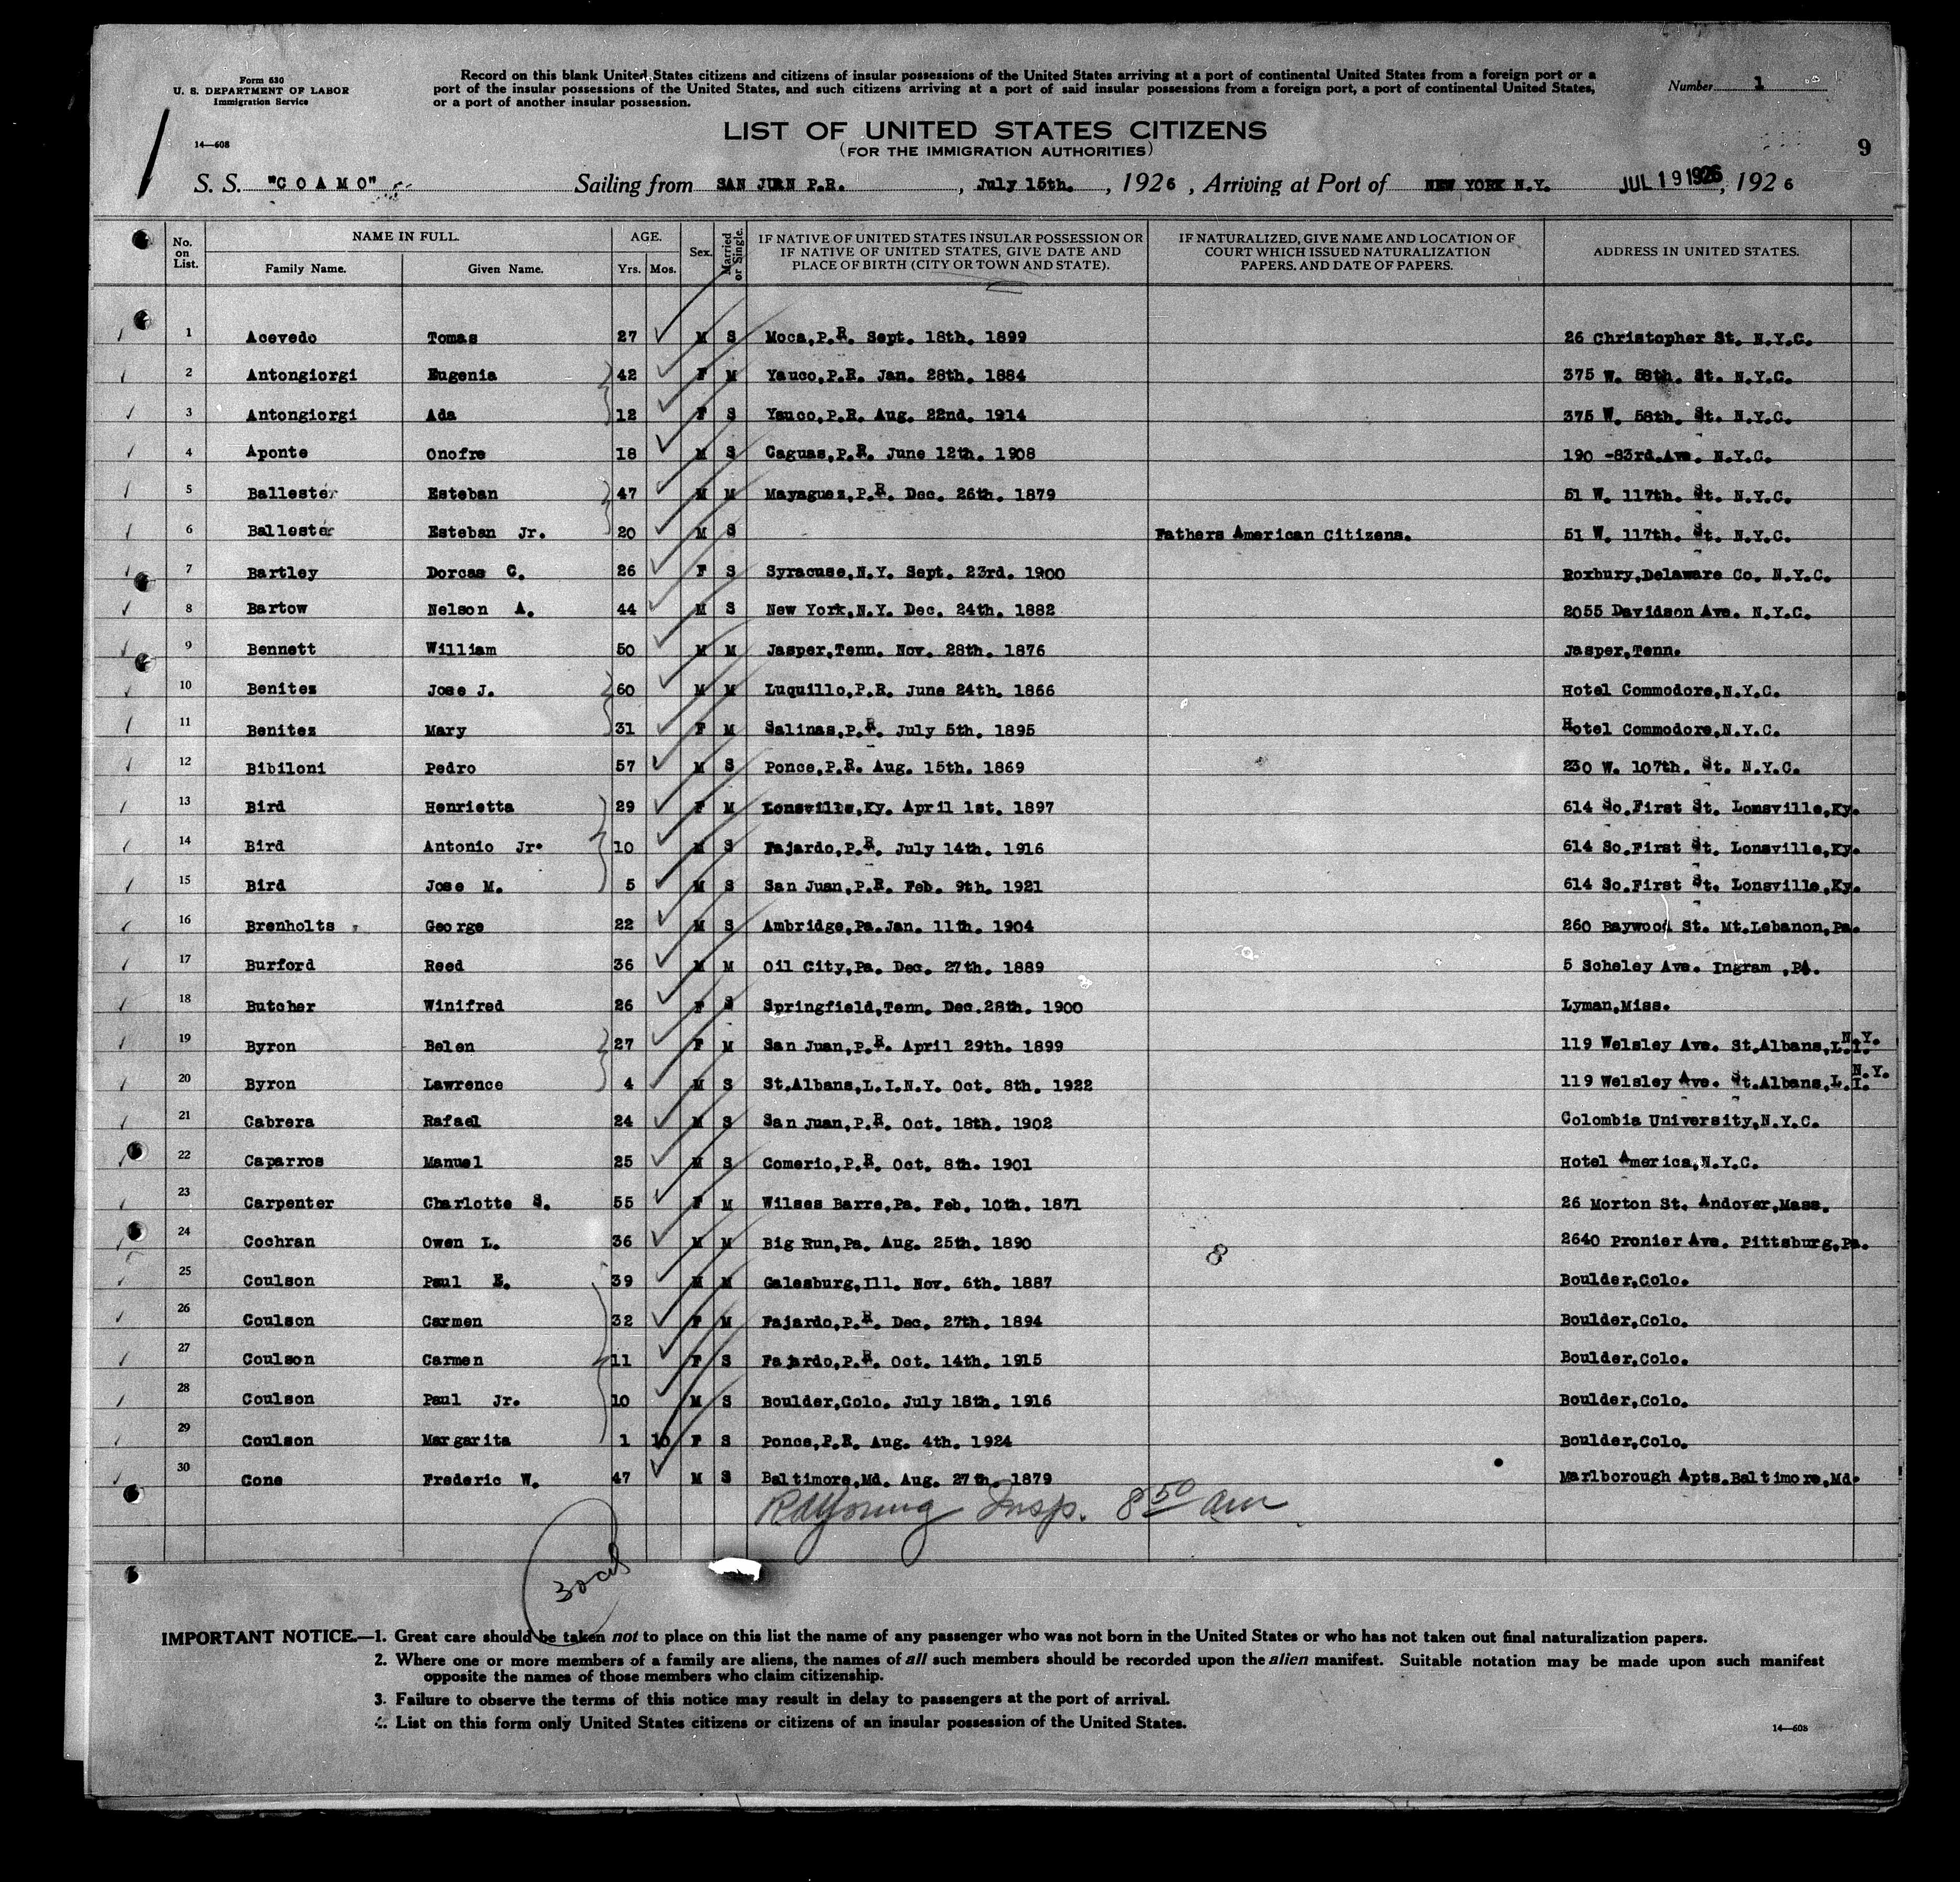 Form 630
U. S. DEPARTMENT OF LABOR
Immigration Service
14—608
Record on this blank United States citizens and citizens of insular possessions of the United States arriving at a port of continental United States from a foreign port or a
port of the insular possessions of the United States, and such citizens arriving at a port of said insular possessions from a foreign port, a port of continental United States,
or a port of another insular possession.
Number 1
LIST OF UNITED STATES CITIZENS
(FOR THE IMMIGRATION AUTHORITIES)
9
S. S. "COAMO" Sailing from SAN JUAN P.R., July 15th., 1926, Arriving at Port of NEW YORK N.Y. JUL 19 1926, 1926
No. on List. NAME IN FULL. Family Name. Given Name. AGE. Yrs. Mos. Sex. Married or Single. IF NATIVE OF UNITED STATES INSULAR POSSESSION OR IF NATIVE OF UNITED STATES, GIVE DATE AND PLACE OF BIRTH (CITY OR TOWN AND STATE). IF NATURALIZED, GIVE NAME AND LOCATION OF COURT WHICH ISSUED NATURALIZATION PAPERS, AND DATE OF PAPERS. ADDRESS IN UNITED STATES.
1 Acevedo Tomas 27 M S Moca,P.R. Sept. 18th. 1899 26 Christopher St. N.Y.C.
2 Antongiorgi Eugenia 42 F M Yauco,P.R. Jan. 28th. 1884 375 W. 58th. St. N.Y.C.
3 Antongiorgi Ada 12 F S Yauco,P.R. Aug. 22nd. 1914 375 W. 58th. St. N.Y.C.
4 Aponte Onofre 18 M S Caguas,P.R. June 12th. 1908 190 -83rd.Ave. N.Y.C.
5 Ballester Esteban 47 M M Mayaguez,P.R. Dec. 26th. 1879 51 W. 117th. St. N.Y.C.
6 Ballester Esteban Jr. 20 M S Fathers American Citizens. 51 W. 117th. St. N.Y.C.
7 Bartley Dorcas C. 26 F S Syracuse,N.Y. Sept. 23rd. 1900 Roxbury,Delaware Co. N.Y.C.
8 Bartow Nelson A. 44 M S New York,N.Y. Dec. 24th. 1882 2055 Davidson Ave. N.Y.C.
9 Bennett William 50 M M Jasper,Tenn. Nov. 28th. 1876 Jasper,Tenn.
10 Benitez Jose J. 60 M M Luquillo,P.R. June 24th. 1866 Hotel Commodore,N.Y.C.
11 Benitez Mary 31 F M Salinas,P.R. July 5th. 1895 Hotel Commodore,N.Y.C.
12 Bibiloni Pedro 57 M S Ponce,P.R. Aug. 15th. 1869 230 W. 107th. St. N.Y.C.
13 Bird Henrietta 29 F M Lonsville,Ky. April 1st. 1897 614 So.First St. Lomsville,Ky.
14 Bird Antonio Jr. 10 M S Fajardo,P.R. July 14th. 1916 614 So.First St. Lonsville,Ky.
15 Bird Jose M. 5 M S San Juan,P.R. Feb. 9th. 1921 614 So.First St. Lonsville,Ky.
16 Brenholts George 22 M S Ambridge,Pa.Jan. 11th. 1904 260 Baywood St. Mt.Lebanon,Pa.
17 Burford Reed 36 M M Oil City,Pa. Dec. 27th. 1889 5 Scheley Ave. Ingram ,PA.
18 Butcher Winifred 26 F S Springfield,Tenn. Dec.28th. 1900 Lyman,Miss.
19 Byron Belen 27 F M San Juan,P.R. April 29th. 1899 119 Welsley Ave. St.Albans,L.I. N.Y.
20 Byron Lawrence 4 M S St.Albans,L.I.N.Y. Oct. 8th. 1922 119 Welsley Ave. St.Albans,L.I. N.Y.
21 Cabrera Rafael 24 M S San Juan,P.R. Oct. 18th. 1902 Colombia University,N.Y.C.
22 Caparros Manuel 25 M S Comerio,P.R. Oct. 8th. 1901 Hotel America,N.Y.C.
23 Carpenter Charlotte S. 55 F M Wilses Barre,Pa. Feb. 10th. 1871 26 Morton St. Andover,Mass.
24 Cochran Owen L. 36 M M Big Run,Pa. Aug. 25th. 1890 8 2640 Pronier Ave. Pittsburg,Pa.
25 Coulson Paul E. 39 M M Galesburg,Ill. Nov. 6th. 1887 Boulder,Colo.
26 Coulson Carmen 32 F M Fajardo,P.R. Dec. 27th. 1894 Boulder,Colo.
27 Coulson Carmen 11 F S Fajardo,P.R. Oct. 14th. 1915 Boulder,Colo.
28 Coulson Paul Jr. 10 M S Boulder,Colo. July 18th. 1916 Boulder,Colo.
29 Coulson Margarita 1 10 F S Ponce,P.R. Aug. 4th. 1924 Boulder,Colo.
30 Cone Frederic W. 47 M S Baltimore,Md. Aug. 27th. 1879 Marlborough Apts.Baltimore,Md.
Young Insp. 8 50 am
IMPORTANT NOTICE.—1. Great care should be taken not to place on this list the name of any passenger who was not born in the United States or who has not taken out final naturalization papers.
2. Where one or more members of a family are aliens, the names of all such members should be recorded upon the alien manifest. Suitable notation may be made upon such manifest
opposite the names of those members who claim citizenship.
3. Failure to observe the terms of this notice may result in delay to passengers at the port of arrival.
4. List on this form only United States citizens or citizens of an insular possession of the United States.
14—608